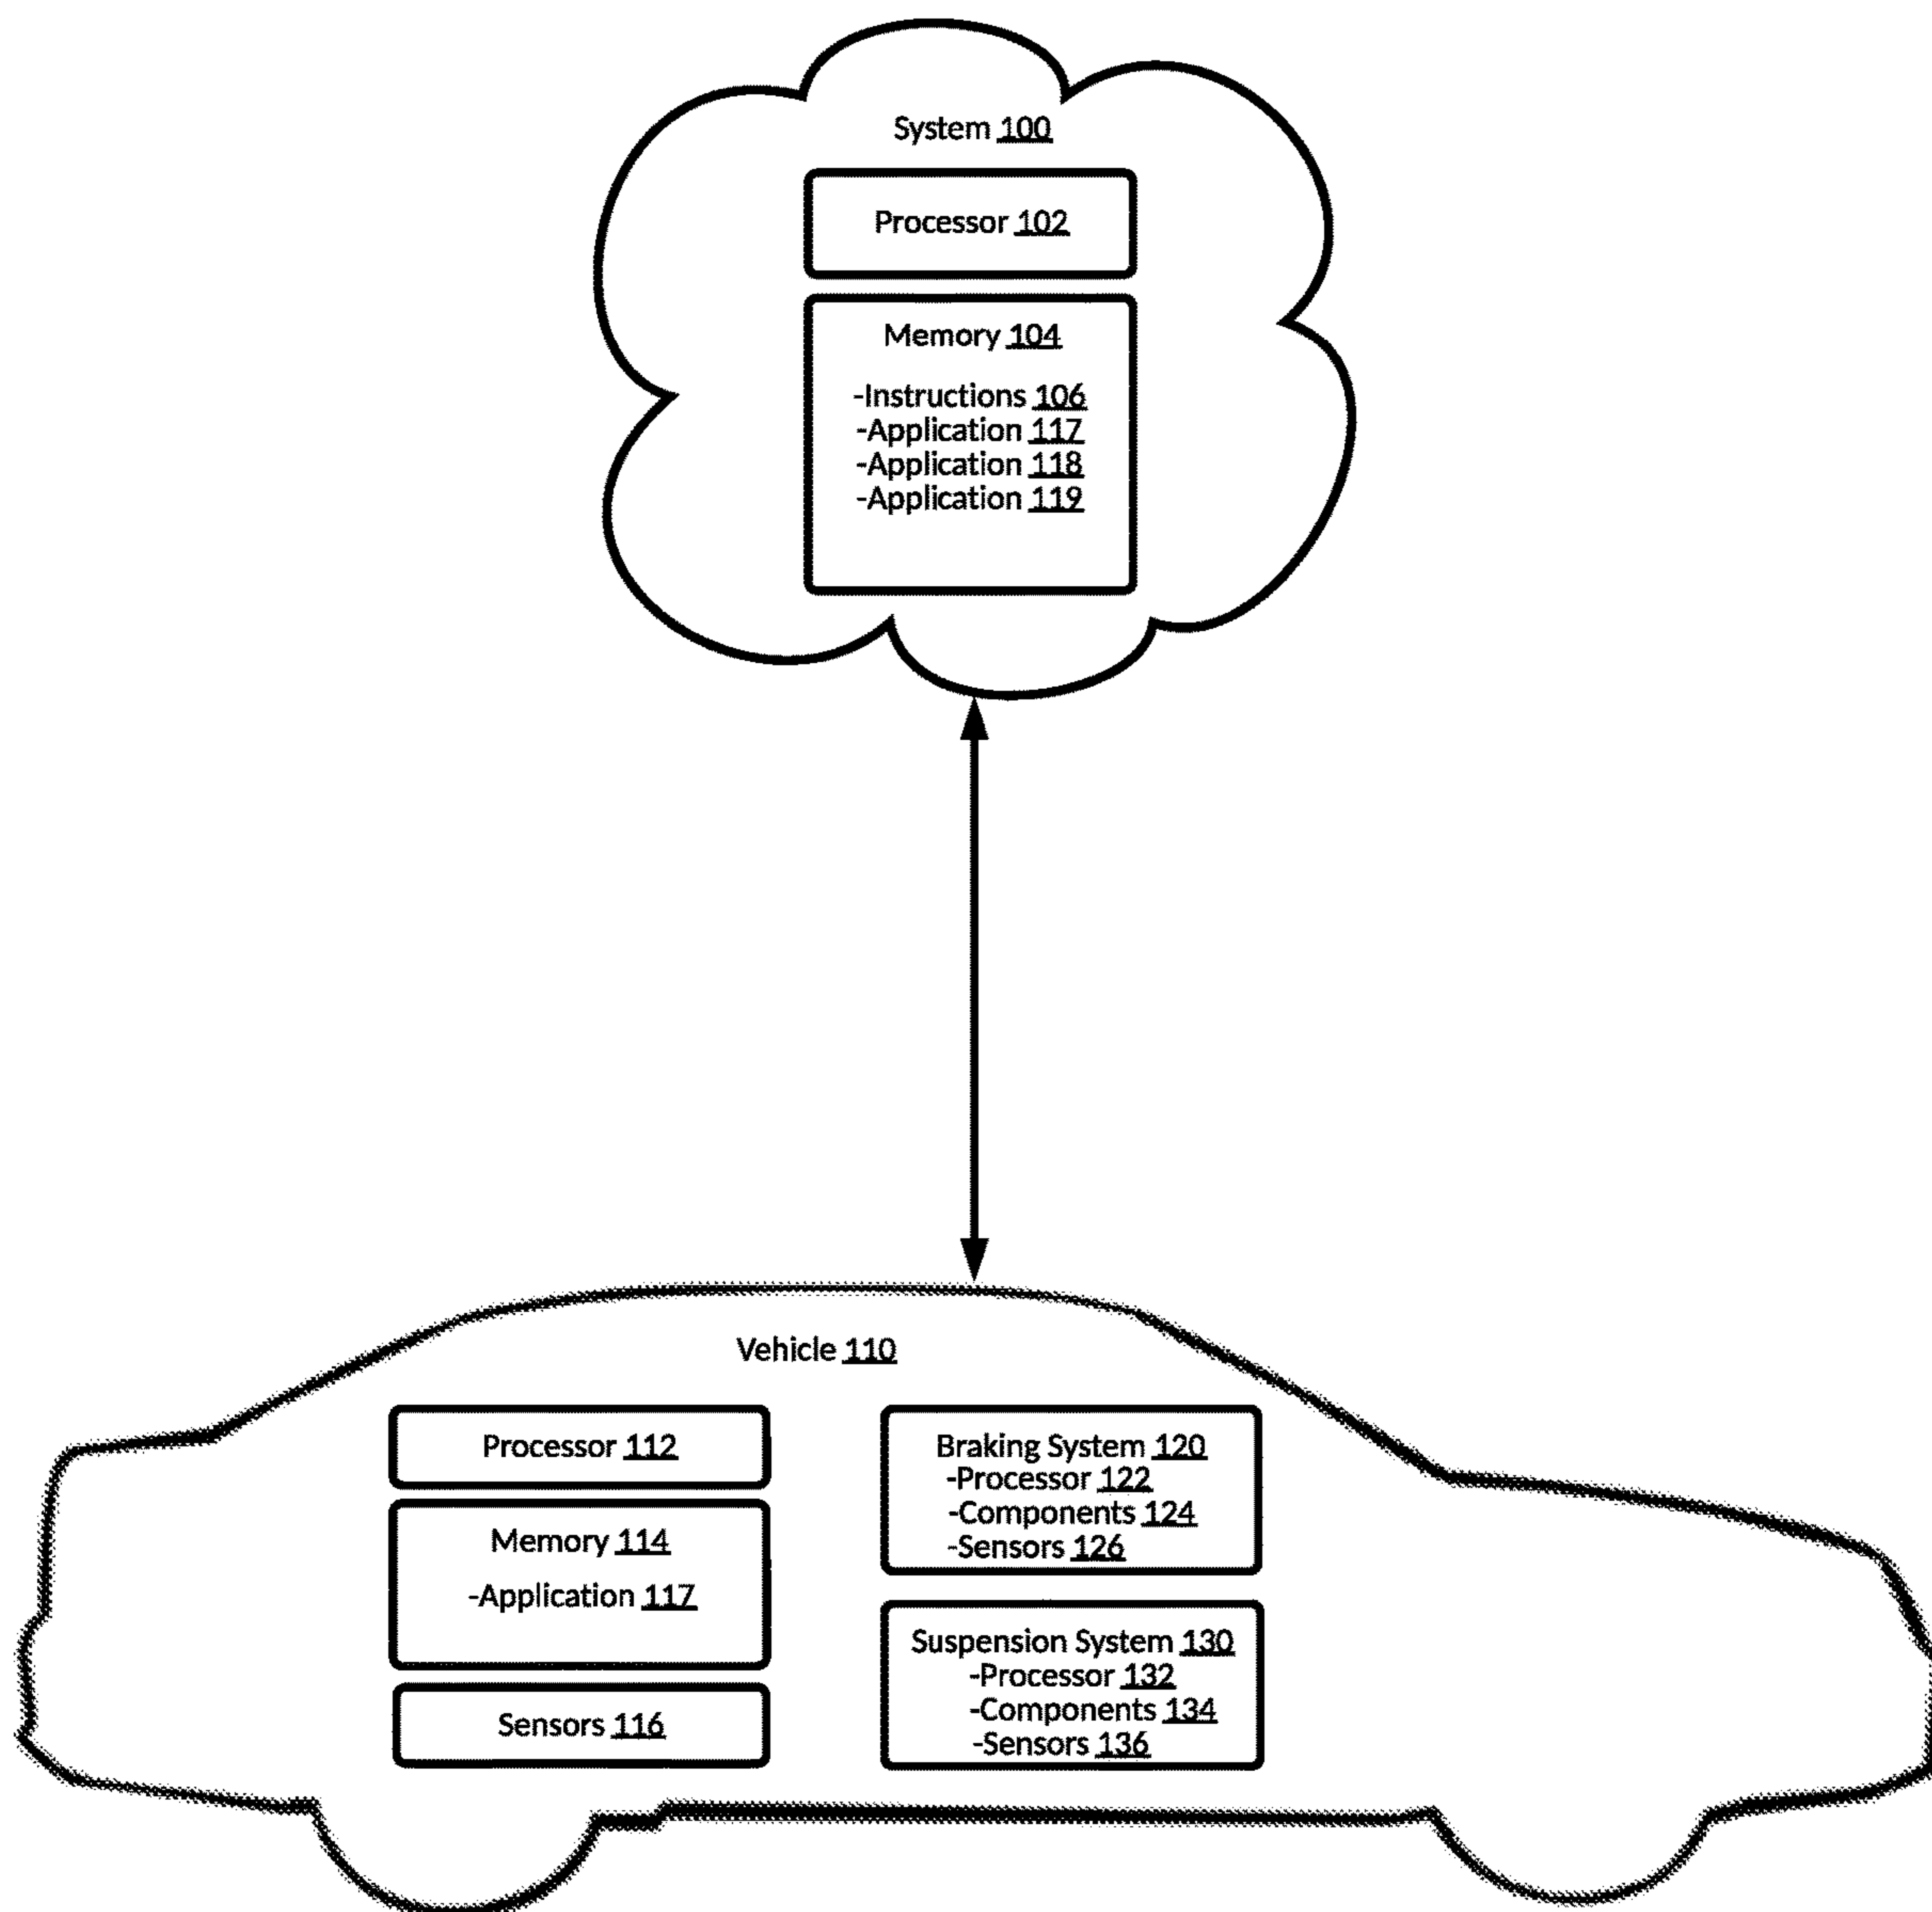 System 100
Processor 102
Memory 104
-Instructions 106
-Application 117
-Application 118
-Application 119
Vehicle 110
Processor 112
Memory 114
-Application 117
Sensors 116
Braking System 120
-Processor 122
-Components 124
-Sensors 126
Suspension System 130
-Processor 132
-Components 134
-Sensors 136